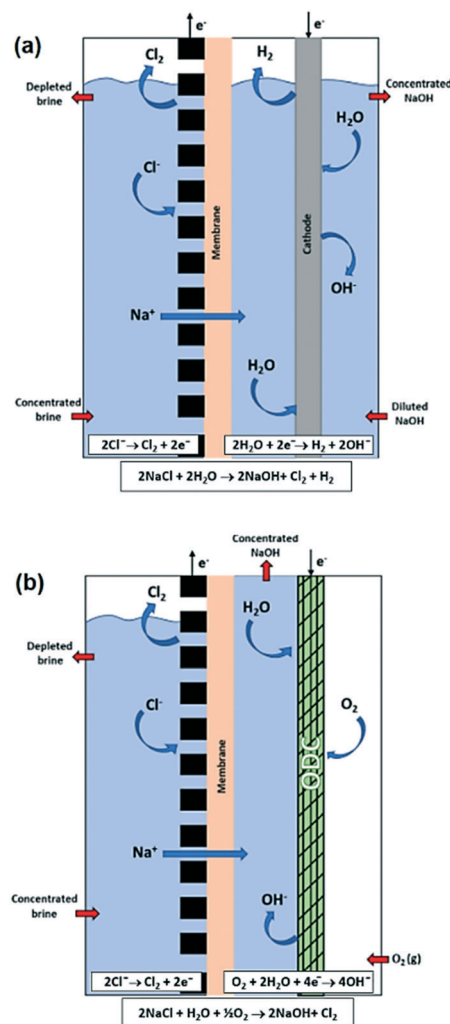 (a)
e⁻
e⁻
Cl₂
H₂
Depleted
brine
Concentrated
NaOH
H₂O
Cl⁻
Membrane
Cathode
OH⁻
Na⁺
H₂O
Concentrated
brine
Diluted
NaOH
2Cl⁻→ Cl₂ + 2e⁻
2H₂O + 2e⁻→ H₂ + 2OH⁻
2NaCl + 2H₂O → 2NaOH+ Cl₂ + H₂
(b)
Concentrated
NaOH
e⁻
e⁻
Cl₂
H₂O
Depleted
brine
Cl⁻
O₂
Membrane
ODC
Na⁺
OH⁻
Concentrated
brine
O₂ (g)
2Cl⁻→ Cl₂ + 2e⁻
O₂ + 2H₂O + 4e⁻→ 4OH⁻
2NaCl + H₂O + ½O₂ → 2NaOH+ Cl₂